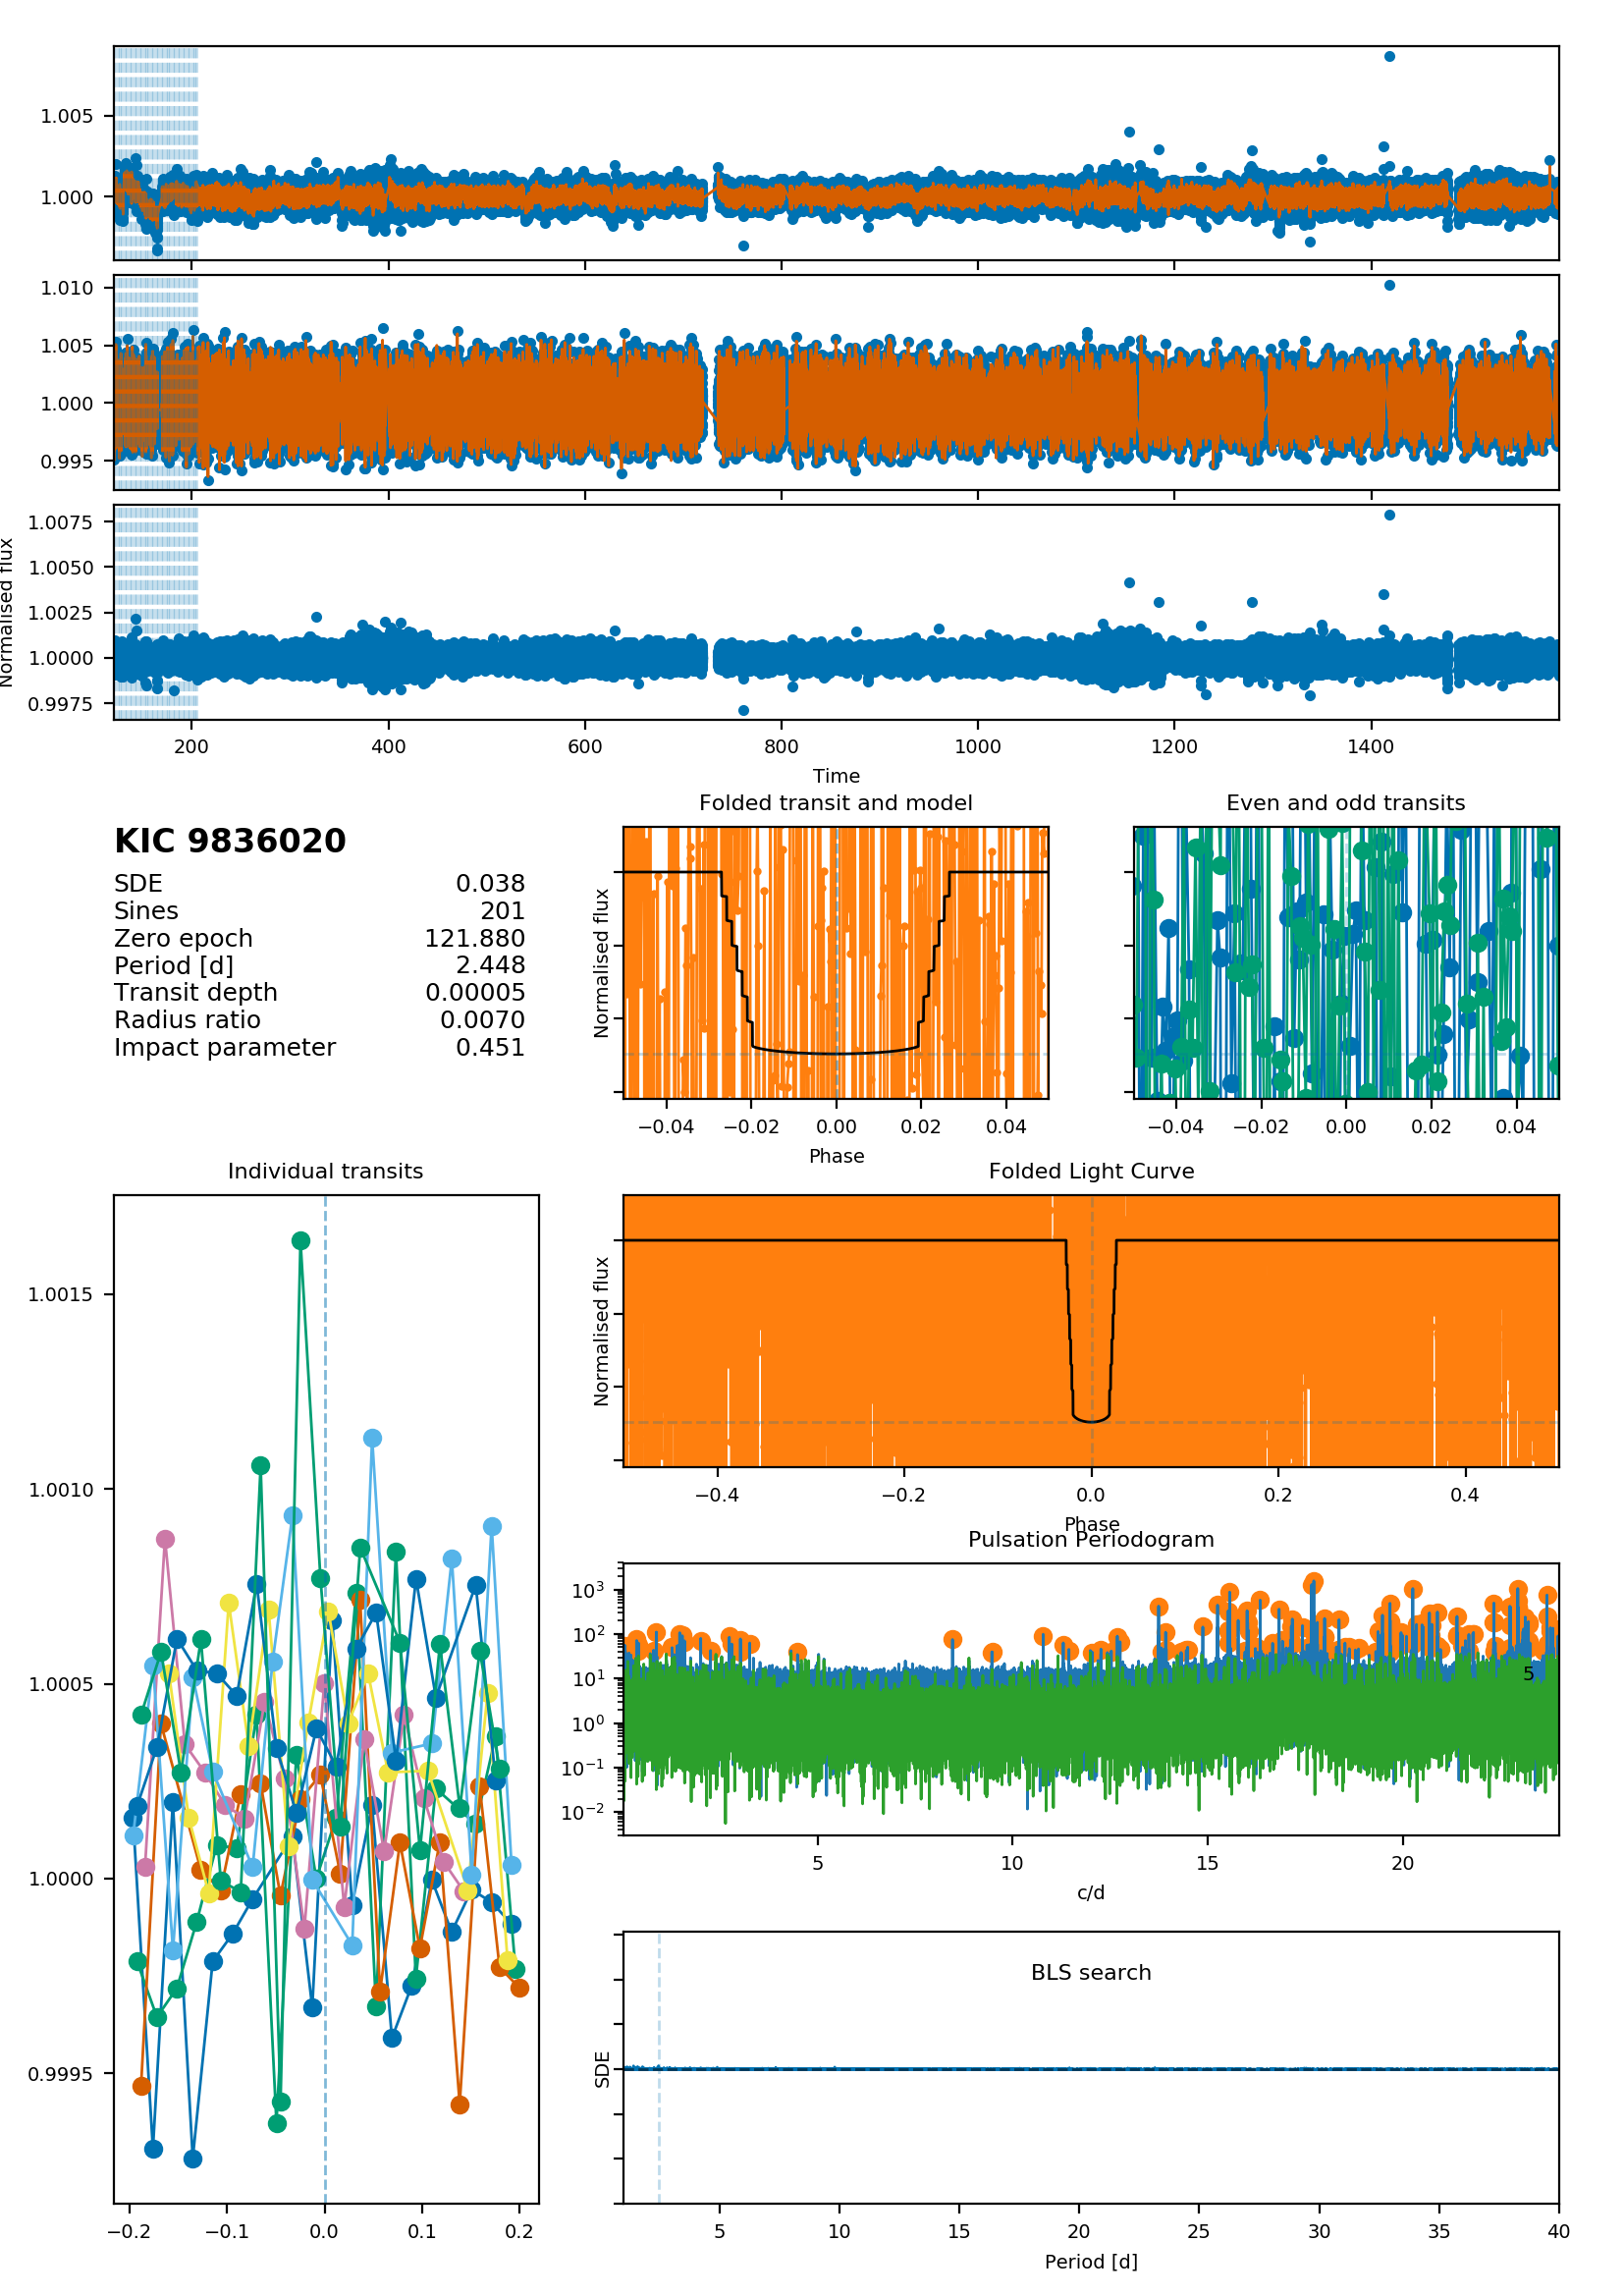 1.005
1.000
1.010
1.005
1.000
0.995
1.0075
1.0050
1.0025
1.0000
0.9975
Normalised flux
200 400 600 800 1000 1200 1400
Time
KIC 9836020
SDE 0.038
Sines 201
Zero epoch 121.880
Period [d] 2.448
Transit depth 0.00005
Radius ratio 0.0070
Impact parameter 0.451
Folded transit and model
Normalised flux
−0.04 −0.02 0.00 0.02 0.04
Phase
Even and odd transits
−0.04 −0.02 0.00 0.02 0.04
Individual transits
1.0015
1.0010
1.0005
1.0000
0.9995
−0.2 −0.1 0.0 0.1 0.2
Folded Light Curve
Normalised flux
−0.4 −0.2 0.0 0.2 0.4
Phase
Pulsation Periodogram
10³
10²
10¹
10⁰
10⁻¹
10⁻²
5
5 10 15 20
c/d
BLS search
SDE
5 10 15 20 25 30 35 40
Period [d]